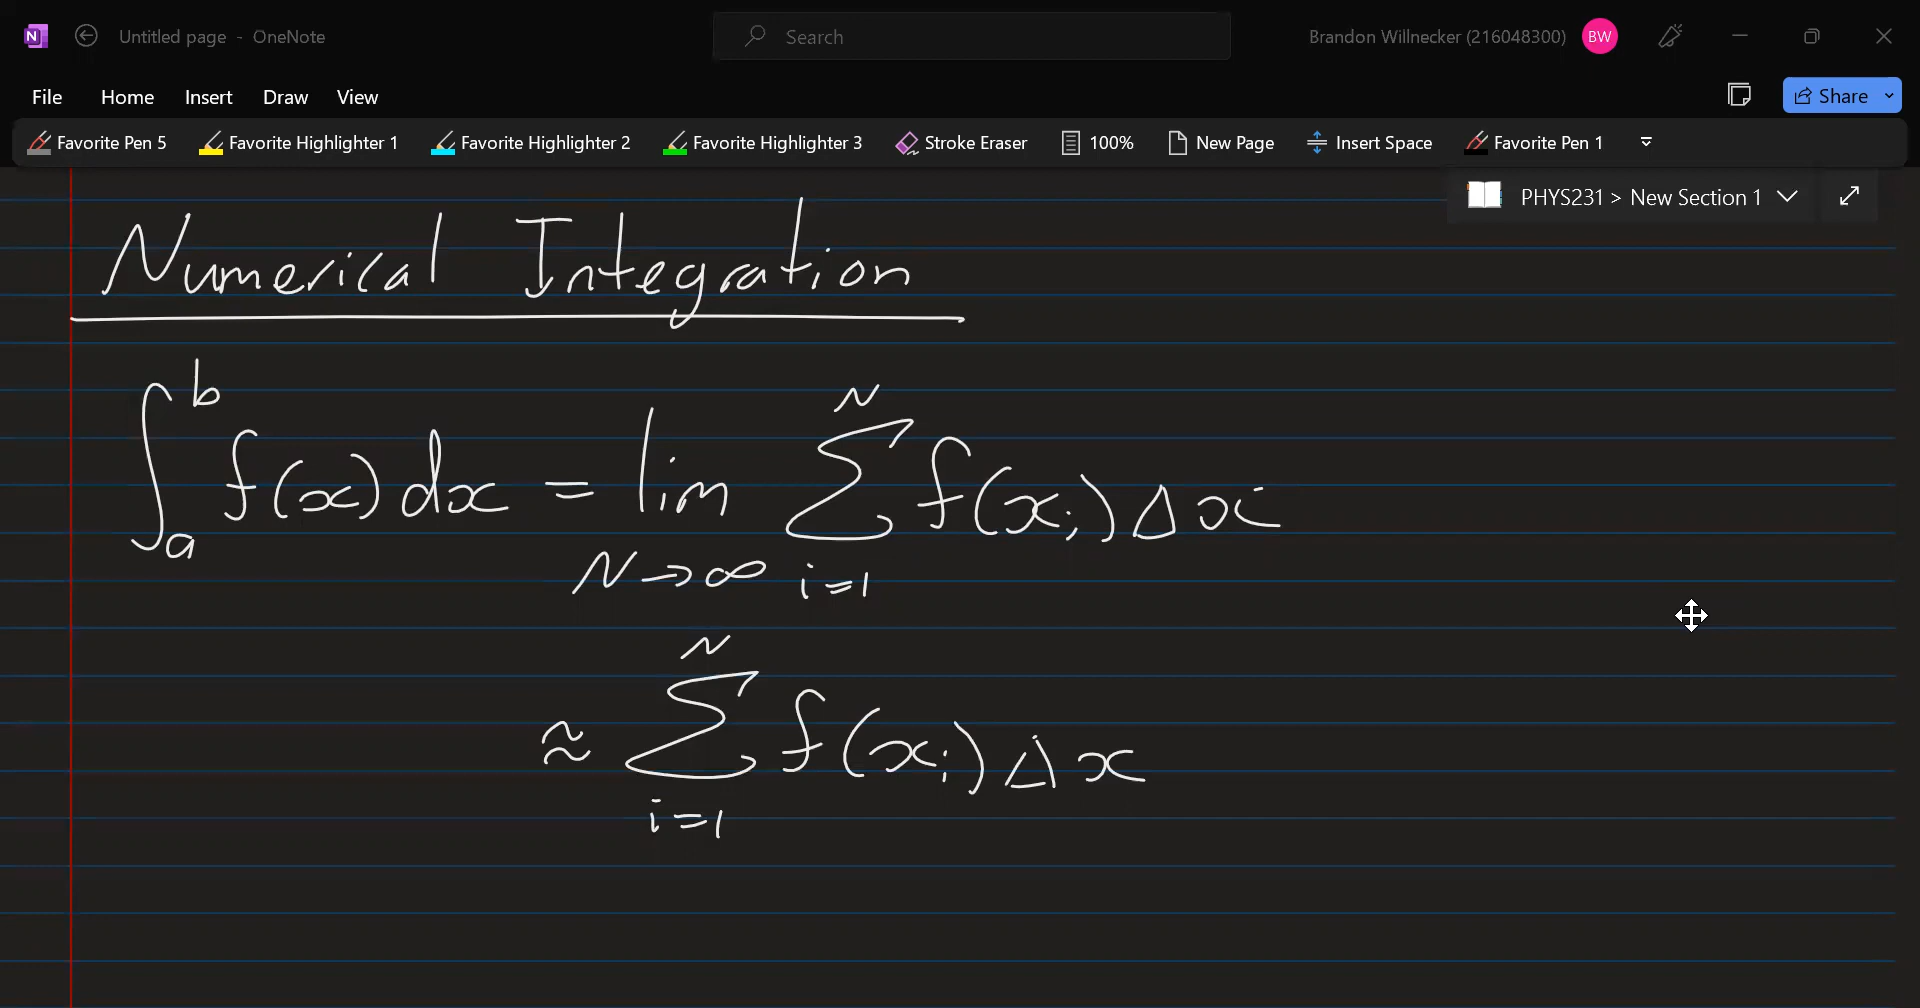 Untitled page - OneNote Search Brandon Willnecker (216048300) BW
File Home Insert Draw View Share
Favorite Pen 5 Favorite Highlighter 1 Favorite Highlighter 2 Favorite Highlighter 3 Stroke Eraser 100% New Page Insert Space Favorite Pen 1
PHYS231 > New Section 1
Numerical Integration
∫_a^b f(x) dx = lim_{N→∞} ∑_{i=1}^N f(x_i) Δx
≈ ∑_{i=1}^N f(x_i) Δx